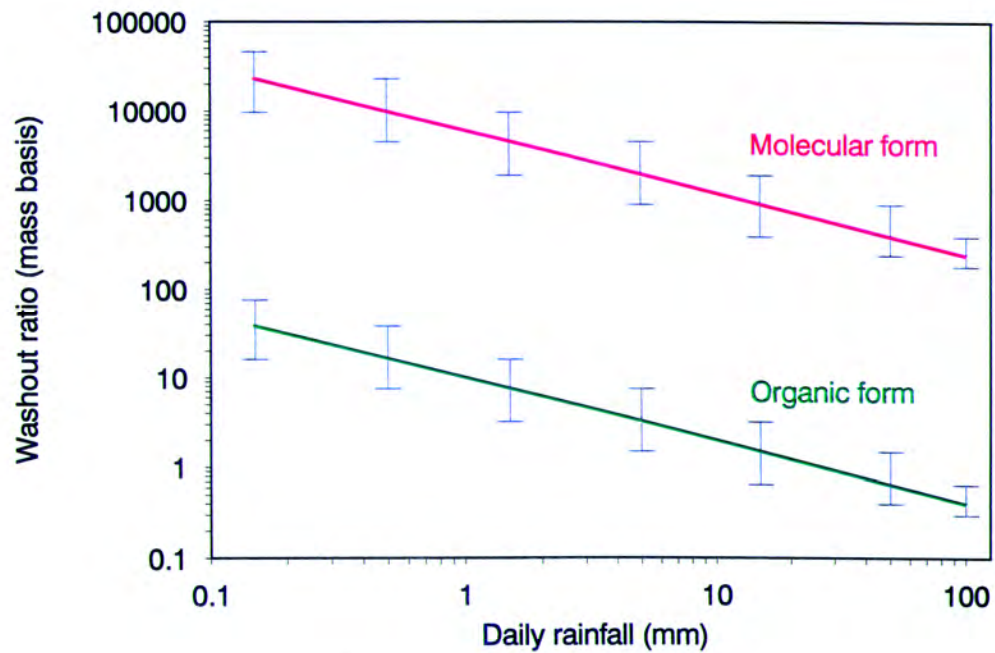 100000
10000
1000
100
10
1
0.1
Washout ratio (mass basis)
Molecular form
Organic form
0.1
1
10
100
Daily rainfall (mm)